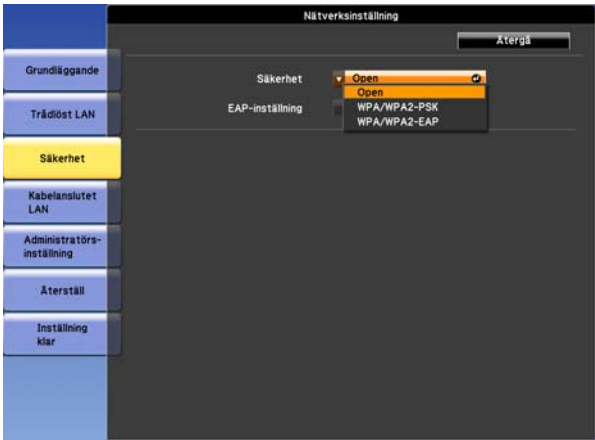 Nätverksinställning
Återgå
Grundläggande
Trådlöst LAN
Säkerhet
Kabelanslutet
LAN
Administratörs-
inställning
Återställ
Inställning
klar
Säkerhet
Open
Open
WPA/WPA2-PSK
WPA/WPA2-EAP
EAP-inställning